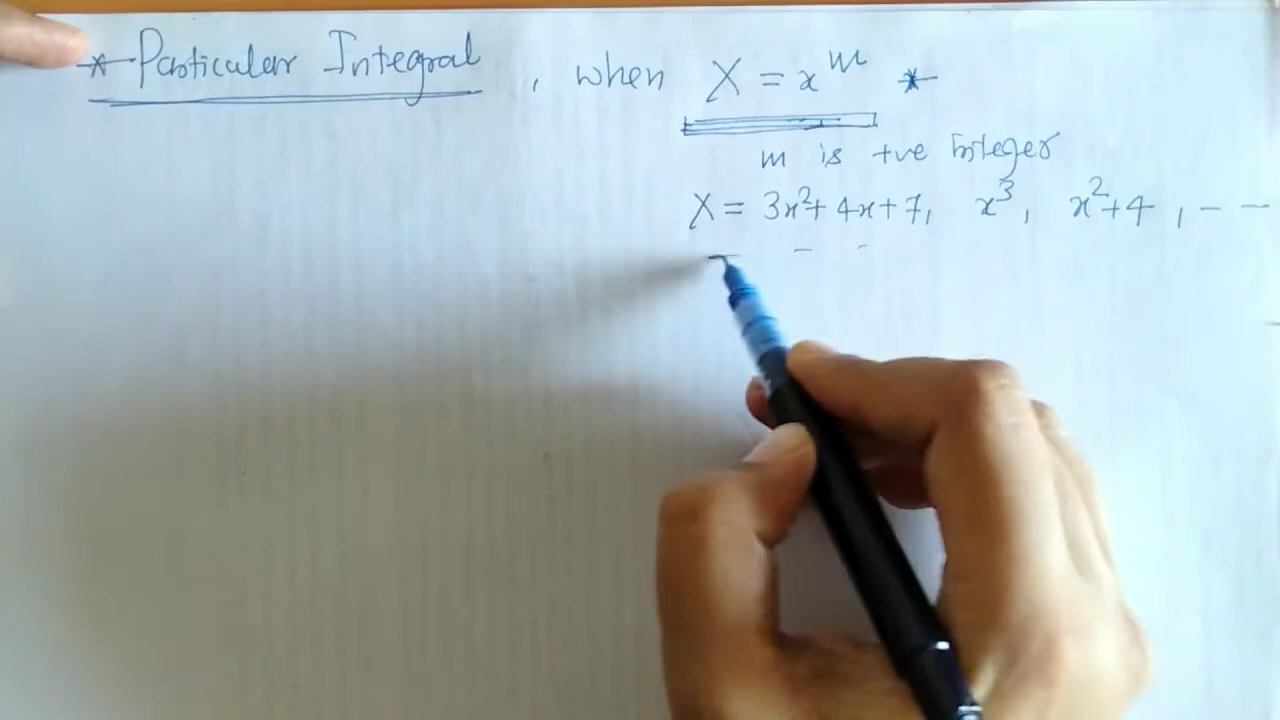 * Particular Integral , when X = x^m *
m is +ve Integer
X = 3x²+ 4x+7, x³, x²+4 , - -